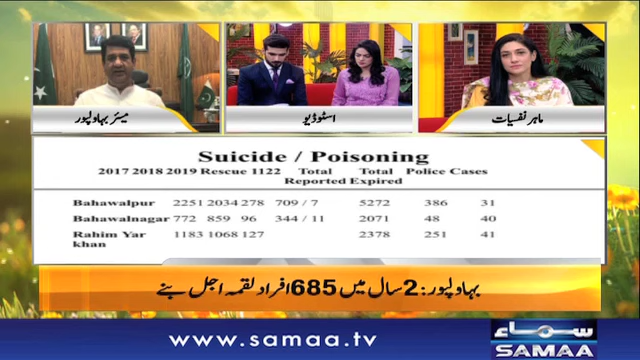 میئر بہاولپور
اسٹوڈیو
ماہر نفسیات
Suicide / Poisoning
2017 2018 2019 Rescue 1122 Total Total Police Cases
Reported Expired
Bahawalpur 2251 2034 278 709 / 7 5272 386 31
Bahawalnagar 772 859 96 344 / 11 2071 48 40
Rahim Yar 1183 1068 127 2378 251 41
khan
بہاولپور: 2 سال میں 685 افراد لقمہ اجل بنے
www.samaa.tv
سماء
SAMAA